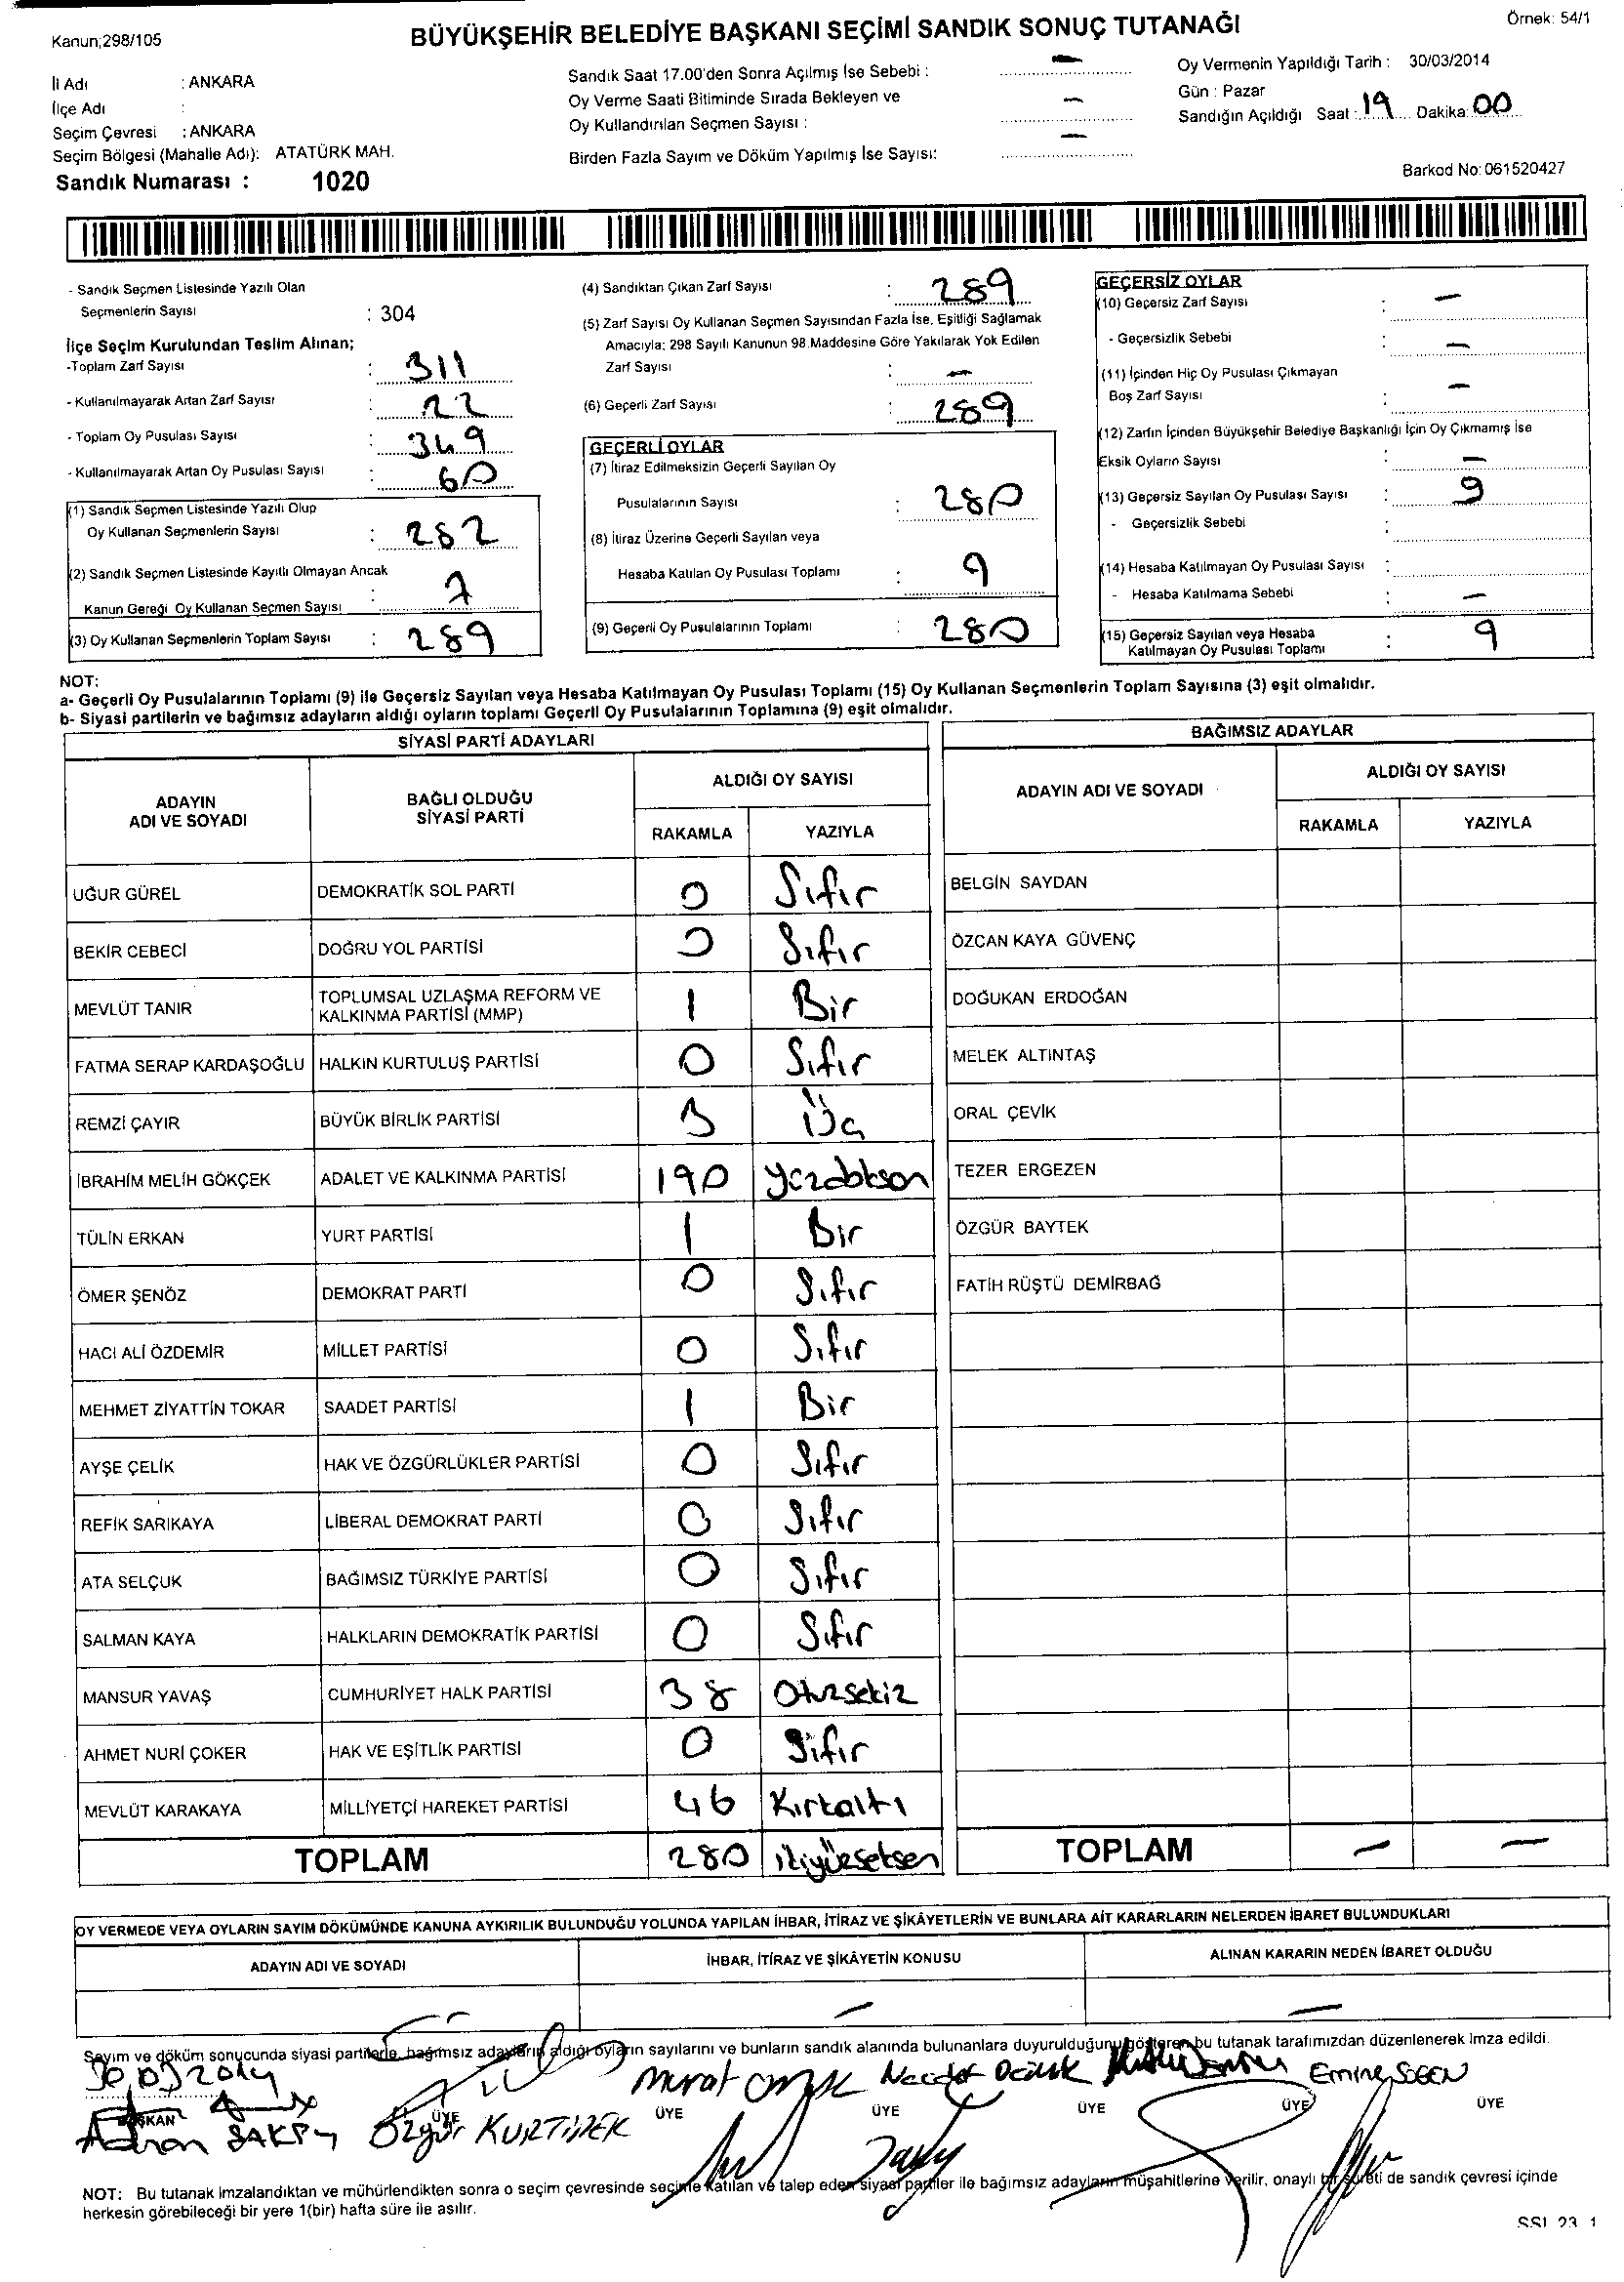 Kanun;298/105
BÜYÜKŞEHİR BELEDİYE BAŞKANI SEÇİMİ SANDIK SONUÇ TUTANAĞI
Örnek: 54/1
İli Adı : ANKARA
İlçe Adı :
Seçim Çevresi : ANKARA
Seçim Bölgesi (Mahalle Adı): ATATÜRK MAH.
Sandık Numarası : 1020
Sandık Saat 17.00'den Sonra Açılmış İse Sebebi : —
Oy Verme Saati Bitiminde Sırada Bekleyen ve
Oy Kullandırılan Seçmen Sayısı : —
Birden Fazla Sayım ve Döküm Yapılmış İse Sayısı: —
Oy Vermenin Yapıldığı Tarih : 30/03/2014
Gün : Pazar
Sandığın Açıldığı Saat : 19 Dakika: 00
Barkod No: 061520427
- Sandık Seçmen Listesinde Yazılı Olan
Seçmenlerin Sayısı : 304
İlçe Seçim Kurulundan Teslim Alınan;
-Toplam Zarf Sayısı : 311
- Kullanılmayarak Artan Zarf Sayısı : 22
- Toplam Oy Pusulası Sayısı : 349
- Kullanılmayarak Artan Oy Pusulası Sayısı : 60
(1) Sandık Seçmen Listesinde Yazılı Olup
Oy Kullanan Seçmenlerin Sayısı : 282
(2) Sandık Seçmen Listesinde Kayıtlı Olmayan Ancak
Kanun Gereği Oy Kullanan Seçmen Sayısı : 7
(3) Oy Kullanan Seçmenlerin Toplam Sayısı : 289
(4) Sandıktan Çıkan Zarf Sayısı : 289
(5) Zarf Sayısı Oy Kullanan Seçmen Sayısından Fazla İse, Eşitliği Sağlamak
Amacıyla; 298 Sayılı Kanunun 98.Maddesine Göre Yakılarak Yok Edilen
Zarf Sayısı : —
(6) Geçerli Zarf Sayısı : 289
GEÇERLİ OYLAR
(7) İtiraz Edilmeksizin Geçerli Sayılan Oy
Pusulalarının Sayısı : 280
(8) İtiraz Üzerine Geçerli Sayılan veya
Hesaba Katılan Oy Pusulası Toplamı : 9
(9) Geçerli Oy Pusulalarının Toplamı : 280
GEÇERSİZ OYLAR
(10) Geçersiz Zarf Sayısı : —
- Geçersizlik Sebebi : —
(11) İçinden Hiç Oy Pusulası Çıkmayan
Boş Zarf Sayısı : —
(12) Zarfın İçinden Büyükşehir Belediye Başkanlığı İçin Oy Çıkmamış İse
Eksik Oyların Sayısı : —
(13) Geçersiz Sayılan Oy Pusulası Sayısı : 9
- Geçersizlik Sebebi :
(14) Hesaba Katılmayan Oy Pusulası Sayısı :
- Hesaba Katılmama Sebebi : —
(15) Geçersiz Sayılan veya Hesaba
Katılmayan Oy Pusulası Toplamı : 9
NOT:
a- Geçerli Oy Pusulalarının Toplamı (9) ile Geçersiz Sayılan veya Hesaba Katılmayan Oy Pusulası Toplamı (15) Oy Kullanan Seçmenlerin Toplam Sayısına (3) eşit olmalıdır.
b- Siyasi partilerin ve bağımsız adayların aldığı oyların toplamı Geçerli Oy Pusulalarının Toplamına (9) eşit olmalıdır.
SİYASİ PARTİ ADAYLARI
ADAYIN ADI VE SOYADI BAĞLI OLDUĞU SİYASİ PARTİ ALDIĞI OY SAYISI
RAKAMLA YAZIYLA
UĞUR GÜREL DEMOKRATİK SOL PARTİ 0 Sıfır
BEKİR CEBECİ DOĞRU YOL PARTİSİ 0 Sıfır
MEVLÜT TANIR TOPLUMSAL UZLAŞMA REFORM VE KALKINMA PARTİSİ (MMP) 1 Bir
FATMA SERAP KARDAŞOĞLU HALKIN KURTULUŞ PARTİSİ 0 Sıfır
REMZİ ÇAYIR BÜYÜK BİRLİK PARTİSİ 3 Üç
İBRAHİM MELİH GÖKÇEK ADALET VE KALKINMA PARTİSİ 190
TÜLİN ERKAN YURT PARTİSİ 1 Bir
ÖMER ŞENÖZ DEMOKRAT PARTİ 0 Sıfır
HACI ALİ ÖZDEMİR MİLLET PARTİSİ 0 Sıfır
MEHMET ZİYATTİN TOKAR SAADET PARTİSİ 1 Bir
AYŞE ÇELİK HAK VE ÖZGÜRLÜKLER PARTİSİ 0 Sıfır
REFİK SARIKAYA LİBERAL DEMOKRAT PARTİ 0 Sıfır
ATA SELÇUK BAĞIMSIZ TÜRKİYE PARTİSİ 0 Sıfır
SALMAN KAYA HALKLARIN DEMOKRATİK PARTİSİ 0 Sıfır
MANSUR YAVAŞ CUMHURİYET HALK PARTİSİ 38 Otuzsekiz
AHMET NURİ ÇOKER HAK VE EŞİTLİK PARTİSİ 0 Sıfır
MEVLÜT KARAKAYA MİLLİYETÇİ HAREKET PARTİSİ 46 Kırkaltı
TOPLAM 280 ikiyüzseksen
BAĞIMSIZ ADAYLAR
ADAYIN ADI VE SOYADI ALDIĞI OY SAYISI
RAKAMLA YAZIYLA
BELGİN SAYDAN
ÖZCAN KAYA GÜVENÇ
DOĞUKAN ERDOĞAN
MELEK ALTINTAŞ
ORAL ÇEVİK
TEZER ERGEZEN
ÖZGÜR BAYTEK
FATİH RÜŞTÜ DEMİRBAĞ
TOPLAM — —
OY VERMEDE VEYA OYLARIN SAYIM DÖKÜMÜNDE KANUNA AYKIRILIK BULUNDUĞU YOLUNDA YAPILAN İHBAR, İTİRAZ VE ŞİKÂYETLERİN VE BUNLARA AİT KARARLARIN NELERDEN İBARET BULUNDUKLARI
ADAYIN ADI VE SOYADI İHBAR, İTİRAZ VE ŞİKÂYETİN KONUSU ALINAN KARARIN NEDEN İBARET OLDUĞU
— — —
Sayım ve döküm sonucunda siyasi partilerle, bağımsız adayların aldığı oyların sayılarını ve bunların sandık alanında bulunanlara duyurulduğunu gösteren bu tutanak tarafımızdan düzenlenerek imza edildi.
30.03.2014
Murat Necdet Emine
BAŞKAN ÜYE ÜYE ÜYE ÜYE ÜYE ÜYE
Adnan Özgür
NOT: Bu tutanak imzalandıktan ve mühürlendikten sonra o seçim çevresinde seçime katılan ve talep eden siyasi partiler ile bağımsız adayların müşahitlerine verilir, onaylı bir sureti de sandık çevresi içinde
herkesin görebileceği bir yere 1(bir) hafta süre ile asılır.